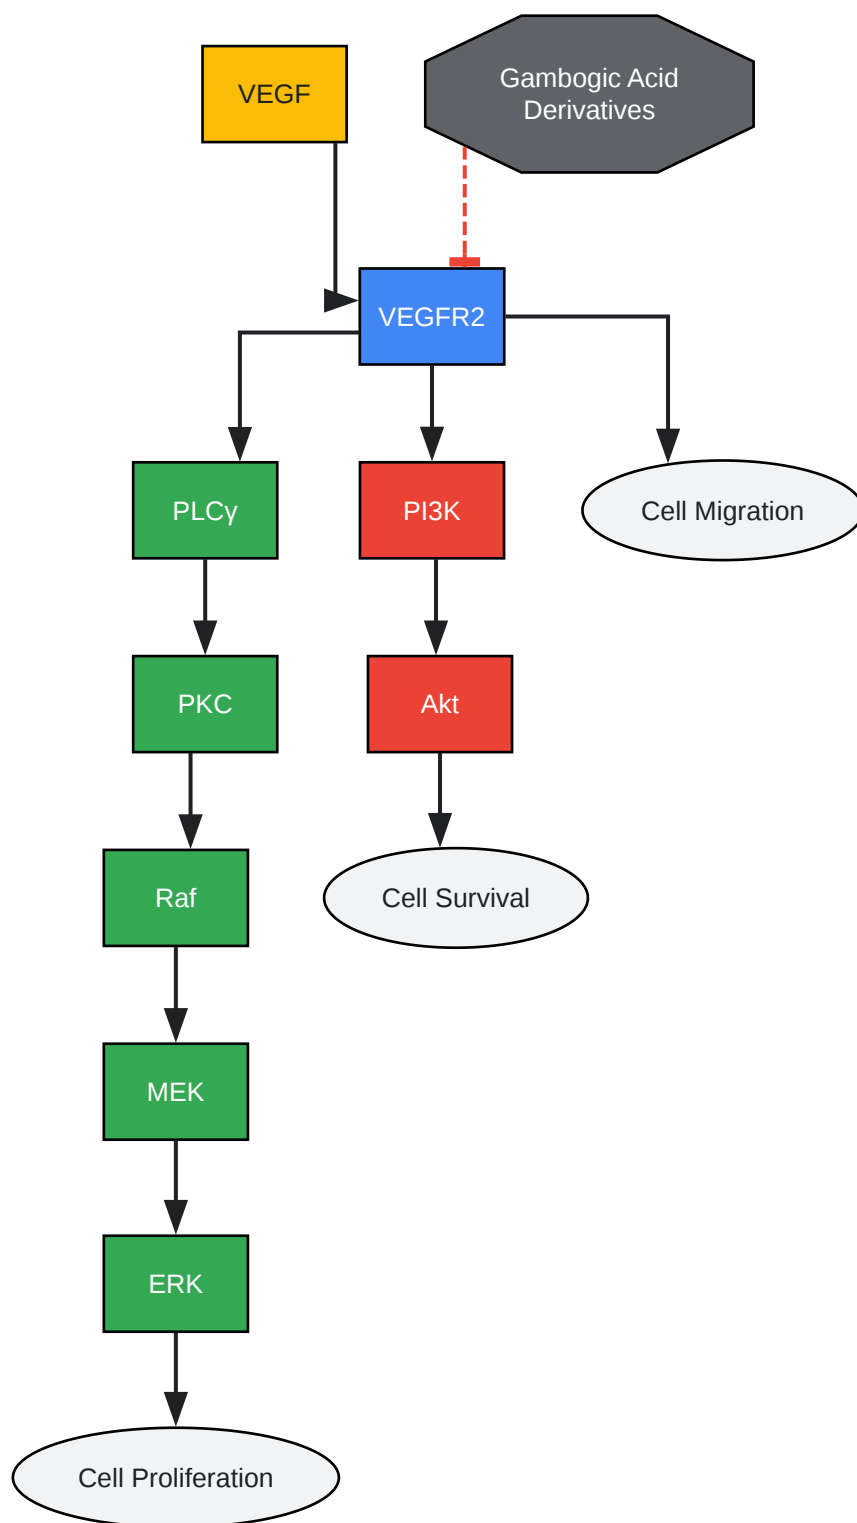 VEGF
Gambogic Acid
Derivatives
VEGFR2
PLCγ
PI3K
Cell Migration
PKC
Akt
Raf
Cell Survival
MEK
ERK
Cell Proliferation